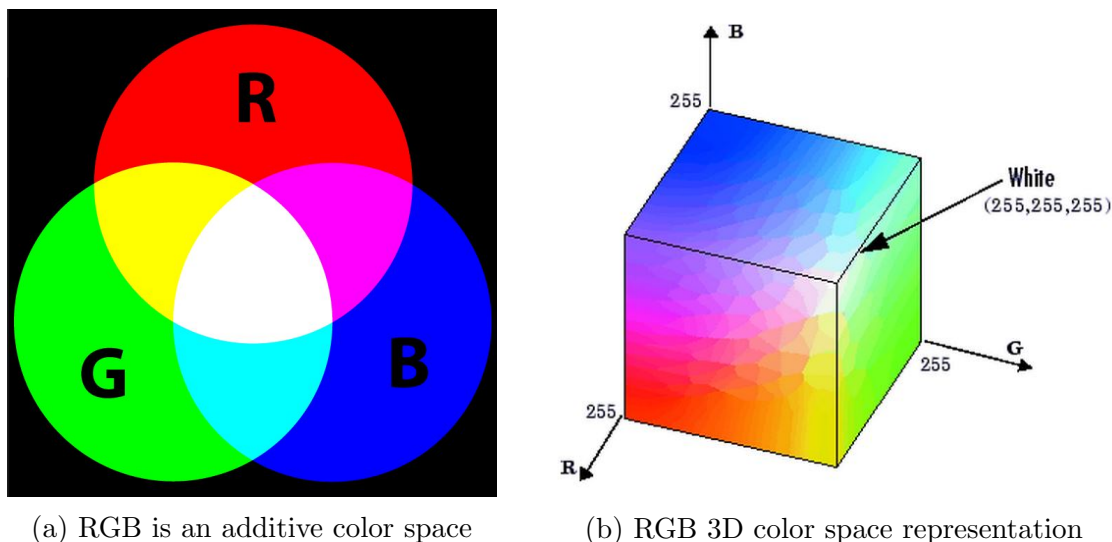 R
G
B
(a) RGB is an additive color space
B
255
White
(255,255,255)
G
255
255
R
(b) RGB 3D color space representation